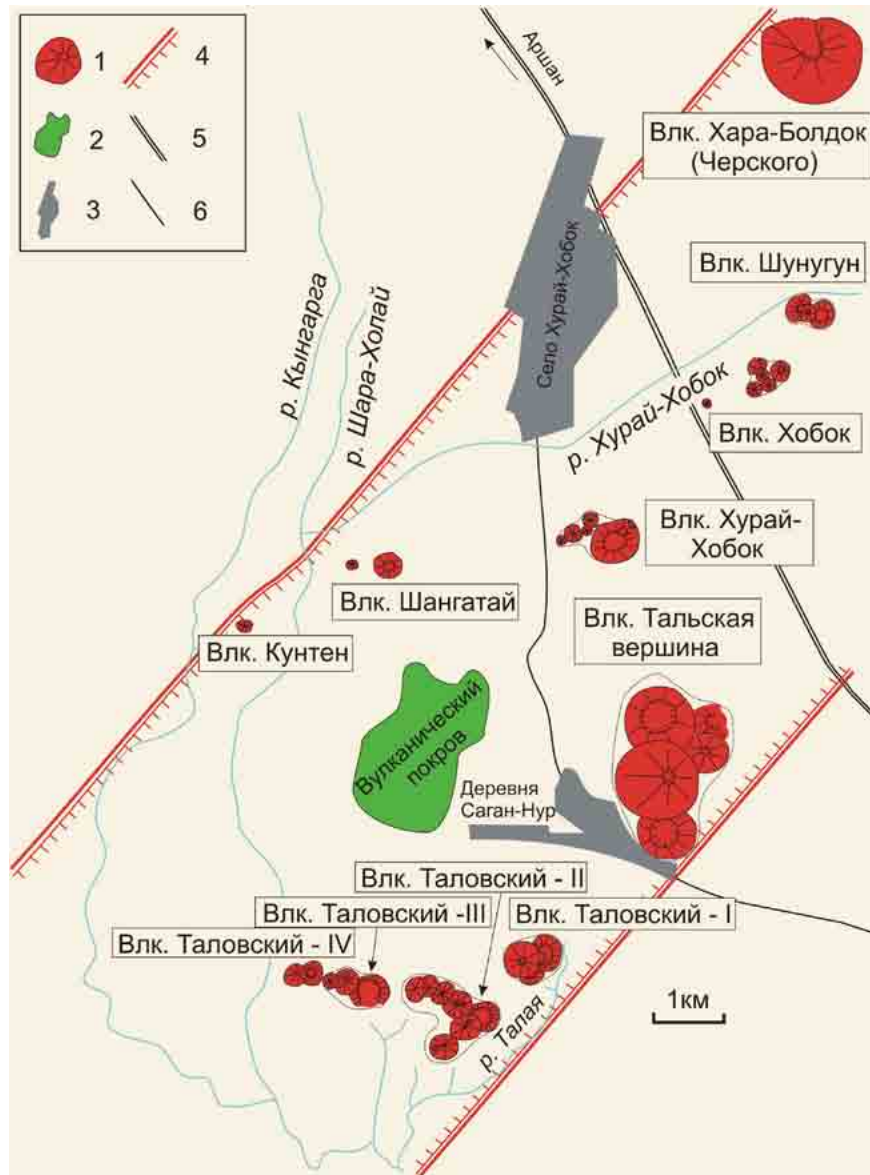 1
4
2
5
3
6
Аршан
Влк. Хара-Болдок
(Черского)
Влк. Шунугун
Село Хурай-Хобок
р. Кынгарга
р. Шара-Холай
р. Хурай-Хобок
Влк. Хобок
Влк. Хурай-
Хобок
Влк. Шангатай
Влк. Тальская
вершина
Влк. Кунтен
Вулканический
покров
Деревня
Саган-Нур
Влк. Таловский - II
Влк. Таловский -III
Влк. Таловский - I
Влк. Таловский - IV
1км
р. Талая